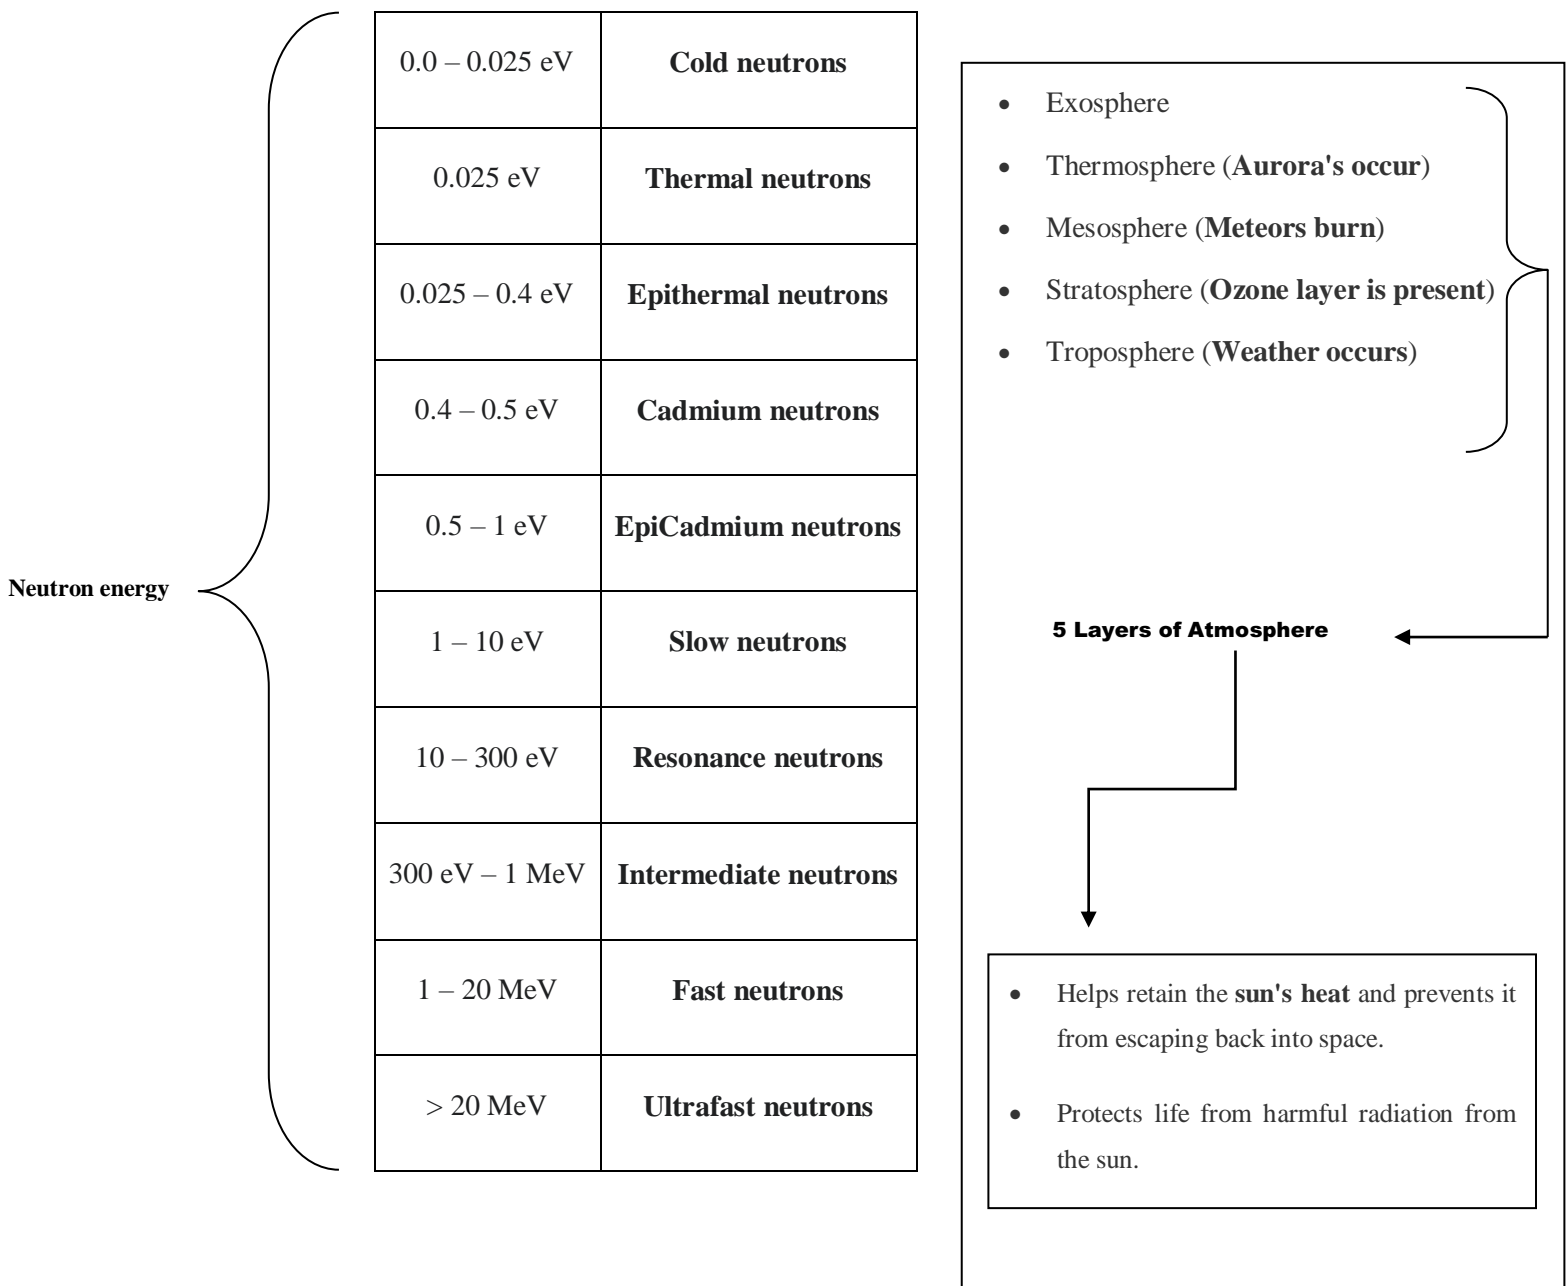 Neutron energy
0.0 – 0.025 eV Cold neutrons
0.025 eV Thermal neutrons
0.025 – 0.4 eV Epithermal neutrons
0.4 – 0.5 eV Cadmium neutrons
0.5 – 1 eV EpiCadmium neutrons
1 – 10 eV Slow neutrons
10 – 300 eV Resonance neutrons
300 eV – 1 MeV Intermediate neutrons
1 – 20 MeV Fast neutrons
> 20 MeV Ultrafast neutrons
• Exosphere
• Thermosphere (Aurora's occur)
• Mesosphere (Meteors burn)
• Stratosphere (Ozone layer is present)
• Troposphere (Weather occurs)
5 Layers of Atmosphere
• Helps retain the sun's heat and prevents it
from escaping back into space.
• Protects life from harmful radiation from
the sun.